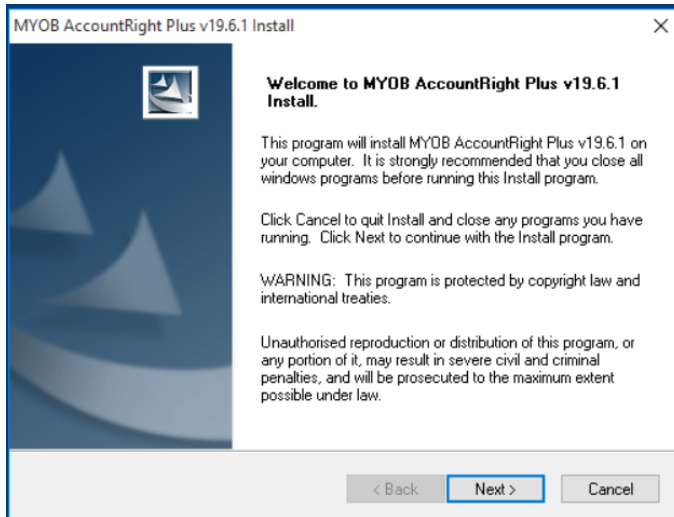 MYOB AccountRight Plus v19.6.1 Install
Welcome to MYOB AccountRight Plus v19.6.1
Install.
This program will install MYOB AccountRight Plus v19.6.1 on
your computer.  It is strongly recommended that you close all
windows programs before running this Install program.
Click Cancel to quit Install and close any programs you have
running.  Click Next to continue with the Install program.
WARNING:  This program is protected by copyright law and
international treaties.
Unauthorised reproduction or distribution of this program, or
any portion of it, may result in severe civil and criminal
penalties, and will be prosecuted to the maximum extent
possible under law.
< Back
Next >
Cancel